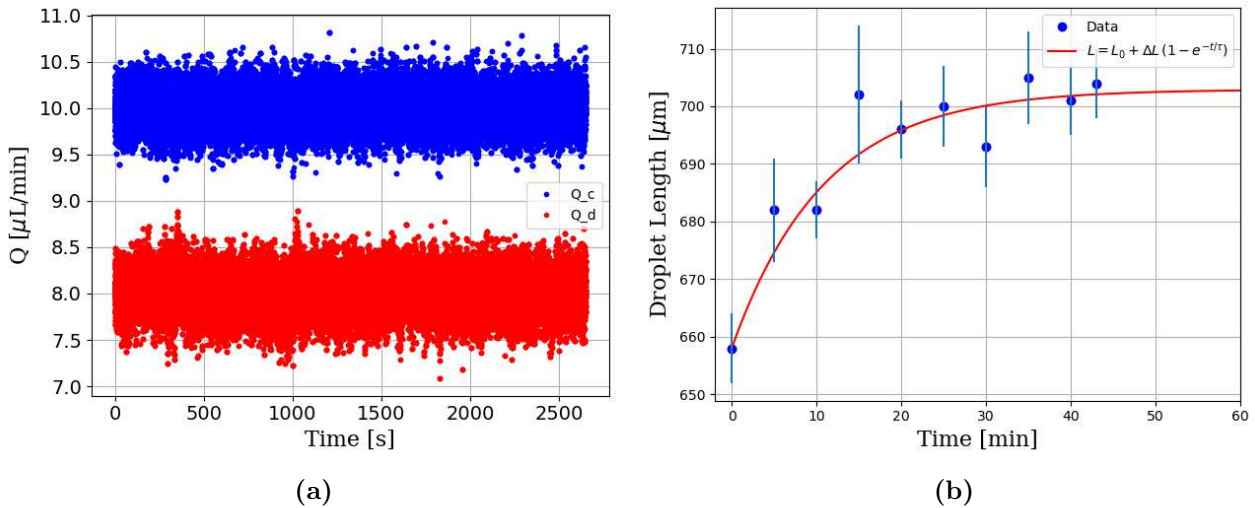 11.0
10.5
10.0
9.5
9.0
8.5
8.0
7.5
7.0
Q [μL/min]
Q_c
Q_d
0 500 1000 1500 2000 2500
Time [s]
(a)
710
700
690
680
670
660
650
Droplet Length [μm]
Data
L = L₀ + ΔL (1 − e^{−t/τ})
0 10 20 30 40 50 60
Time [min]
(b)